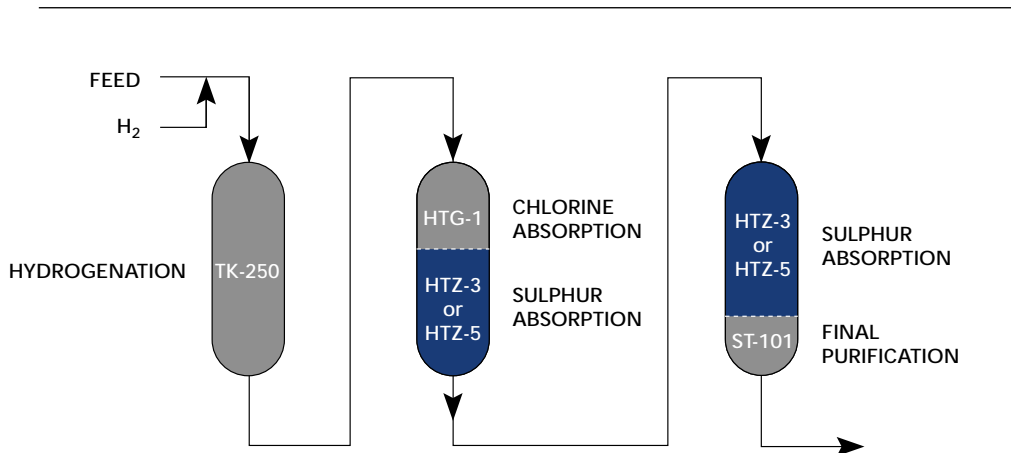 FEED
H2
HYDROGENATION
TK-250
HTG-1
CHLORINE
ABSORPTION
HTZ-3
or
HTZ-5
SULPHUR
ABSORPTION
HTZ-3
or
HTZ-5
SULPHUR
ABSORPTION
ST-101
FINAL
PURIFICATION